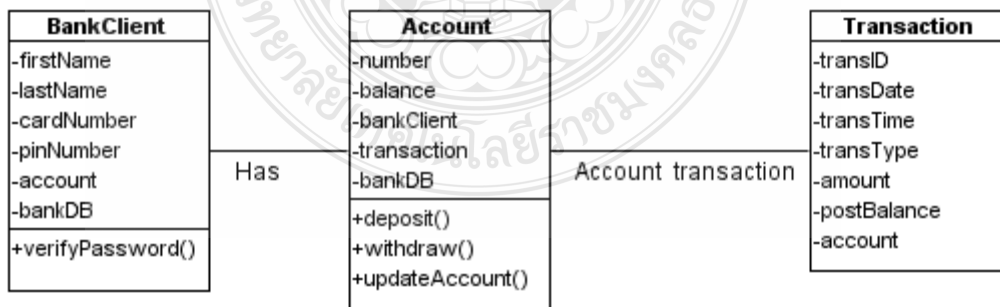 BankClient
-firstName
-lastName
-cardNumber
-pinNumber
-account
-bankDB
+verifyPassword()
Has
Account
-number
-balance
-bankClient
-transaction
-bankDB
+deposit()
+withdraw()
+updateAccount()
Account transaction
Transaction
-transID
-transDate
-transTime
-transType
-amount
-postBalance
-account